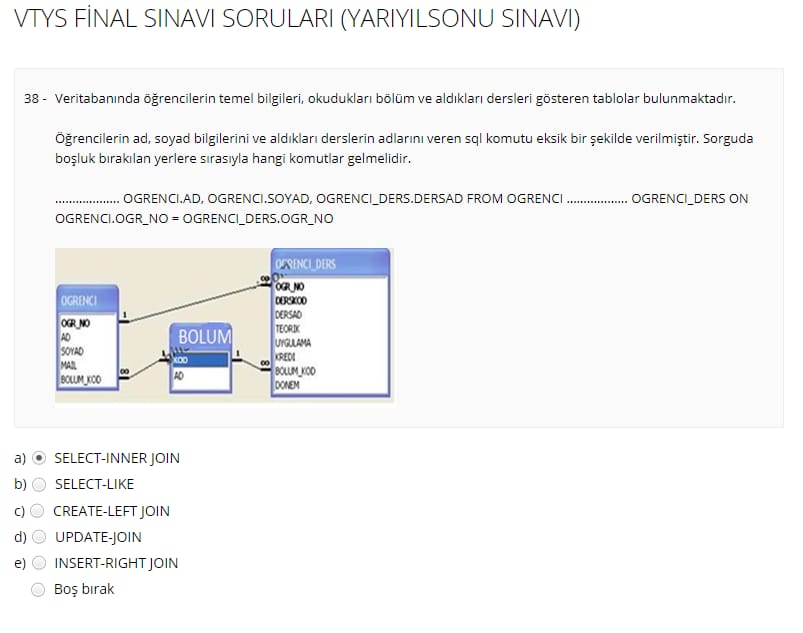 VTYS FİNAL SINAVI SORULARI (YARIYILSONU SINAVI)
38 - Veritabanında öğrencilerin temel bilgileri, okudukları bölüm ve aldıkları dersleri gösteren tablolar bulunmaktadır.
Öğrencilerin ad, soyad bilgilerini ve aldıkları derslerin adlarını veren sql komutu eksik bir şekilde verilmiştir. Sorguda
boşluk bırakılan yerlere sırasıyla hangi komutlar gelmelidir.
................... OGRENCI.AD, OGRENCI.SOYAD, OGRENCI_DERS.DERSAD FROM OGRENCI .................. OGRENCI_DERS ON
OGRENCI.OGR_NO = OGRENCI_DERS.OGR_NO
OGRENCI_DERS
OGR_NO
DERSKOD
DERSAD
TEORIK
UYGULAMA
KREDI
BOLUM_KOD
DONEM
OGRENCI
OGR_NO
AD
SOYAD
MAIL
BOLUM_KOD
BOLUM
KOD
AD
1
∞
1
1
∞
∞
a) SELECT-INNER JOIN
b) SELECT-LIKE
c) CREATE-LEFT JOIN
d) UPDATE-JOIN
e) INSERT-RIGHT JOIN
Boş bırak